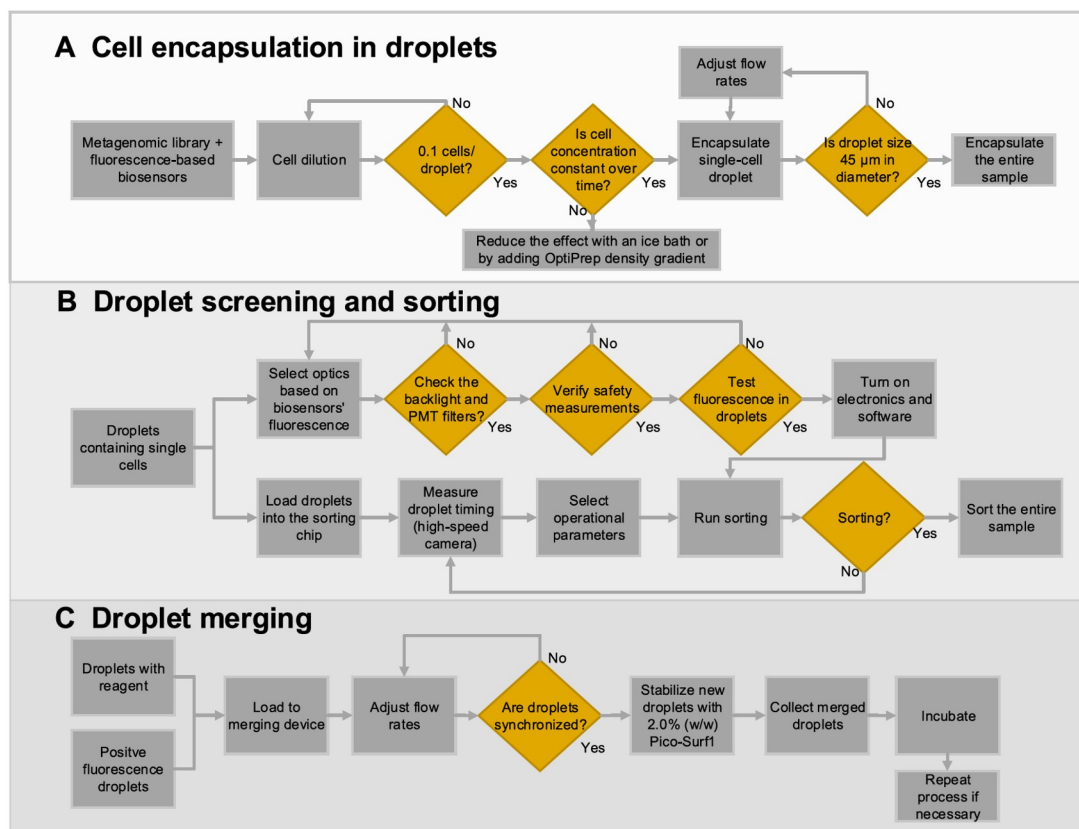 A Cell encapsulation in droplets
Metagenomic library +
fluorescence-based
biosensors
Cell dilution
No
0.1 cells/
droplet?
Yes
Is cell
concentration
constant over
time?
Yes
No
Reduce the effect with an ice bath or
by adding OptiPrep density gradient
Adjust flow
rates
Encapsulate
single-cell
droplet
No
Is droplet size
45 µm in
diameter?
Yes
Encapsulate
the entire
sample
B Droplet screening and sorting
Droplets
containing single
cells
Select optics
based on
biosensors'
fluorescence
No
Check the
backlight and
PMT filters?
Yes
No
Verify safety
measurements
Yes
No
Test
fluorescence in
droplets
Yes
Turn on
electronics and
software
Load droplets
into the sorting
chip
Measure
droplet timing
(high-speed
camera)
Select
operational
parameters
Run sorting
Sorting?
Yes
No
Sort the entire
sample
C Droplet merging
Droplets with
reagent
Positve
fluorescence
droplets
Load to
merging device
Adjust flow
rates
No
Are droplets
synchronized?
Yes
Stabilize new
droplets with
2.0% (w/w)
Pico-Surf1
Collect merged
droplets
Incubate
Repeat
process if
necessary